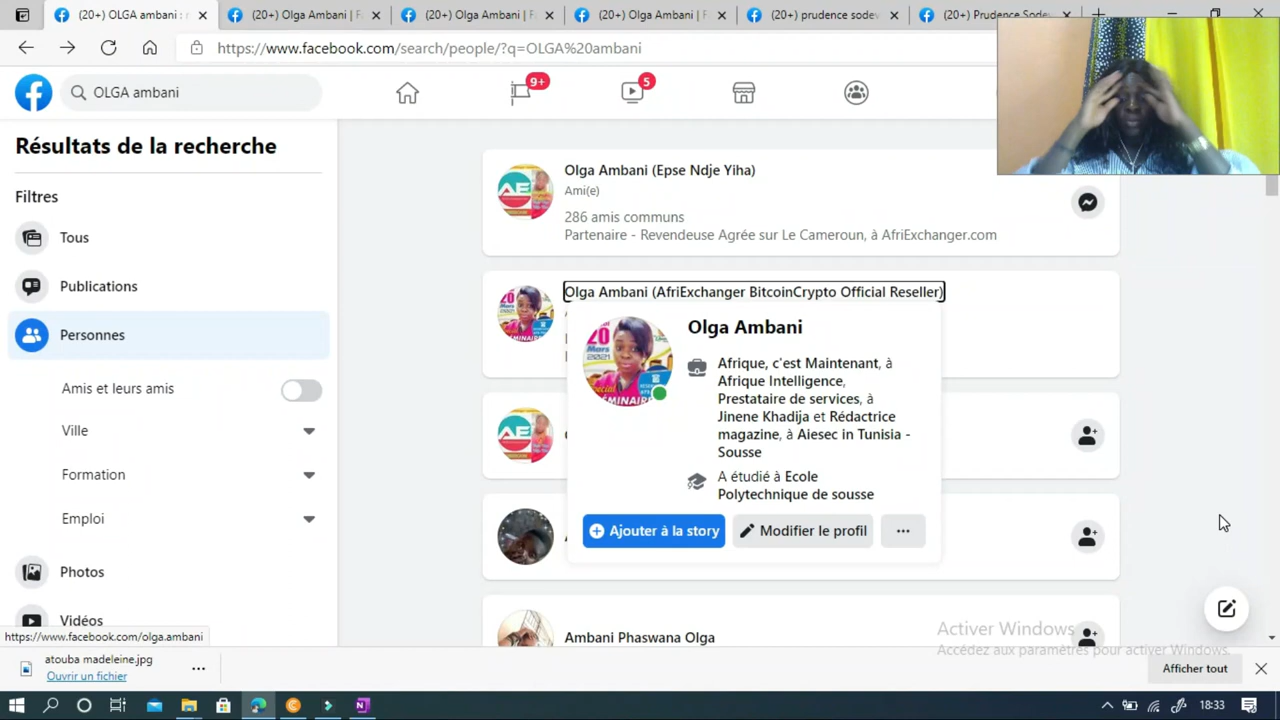 (20+) OLGA ambani : r
(20+) Olga Ambani | Fa
(20+) Olga Ambani | F
(20+) Olga Ambani | F
(20+) prudence sodev
(20+) Prudence Sode
https://www.facebook.com/search/people/?q=OLGA%20ambani
OLGA ambani
9+
5
Résultats de la recherche
Filtres
Tous
Publications
Personnes
Amis et leurs amis
Ville
Formation
Emploi
Photos
Vidéos
Olga Ambani (Epse Ndje Yiha)
Ami(e)
286 amis communs
Partenaire - Revendeuse Agrée sur Le Cameroun, à AfriExchanger.com
Olga Ambani (AfriExchanger BitcoinCrypto Official Reseller)
20
Olga Ambani
Afrique, c'est Maintenant, à
Afrique Intelligence,
Prestataire de services, à
Jinene Khadija et Rédactrice
magazine, à Aiesec in Tunisia -
Sousse
A étudié à Ecole
Polytechnique de sousse
Ajouter à la story
Modifier le profil
Ambani Phaswana Olga
Activer Windows
Accédez aux paramètres pour activer Windows.
https://www.facebook.com/olga.ambani
atouba madeleine.jpg
Ouvrir un fichier
Afficher tout
18:33